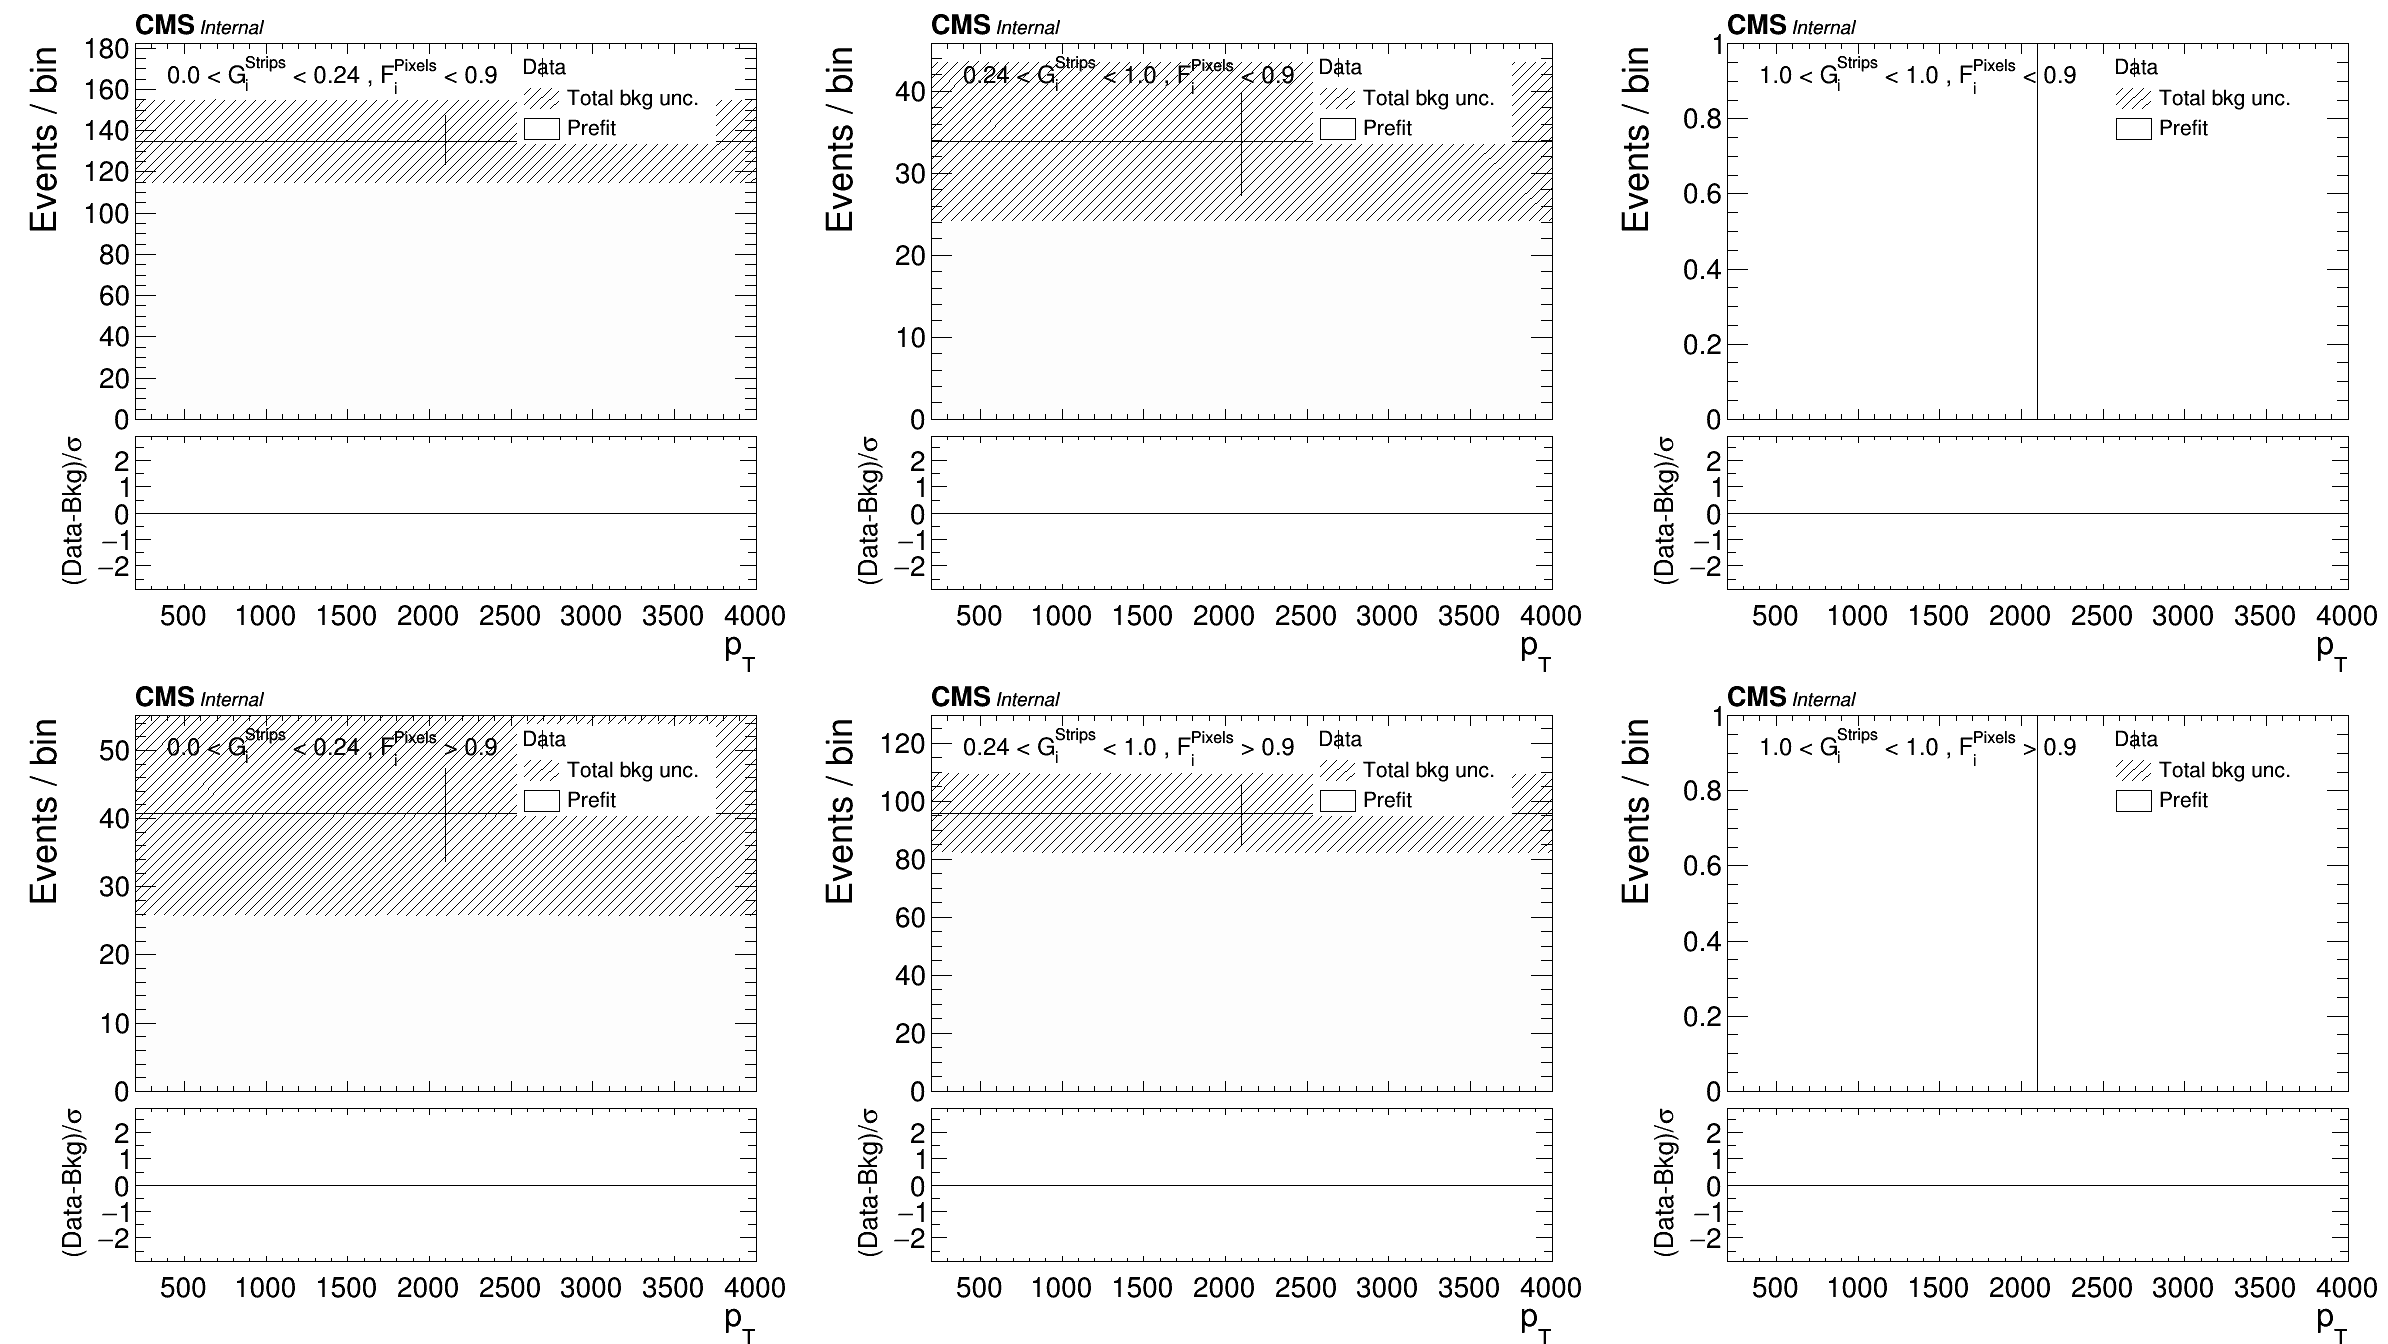 CMS Internal
Events / bin
180
160
140
120
100
80
60
40
20
0
0.0 < G_i^Strips < 0.24 , F_i^Pixels < 0.9
Data
Total bkg unc.
Prefit
(Data-Bkg)/σ
2
1
0
−1
−2
500 1000 1500 2000 2500 3000 3500 4000
p_T
CMS Internal
Events / bin
40
30
20
10
0
0.24 < G_i^Strips < 1.0 , F_i^Pixels < 0.9
Data
Total bkg unc.
Prefit
(Data-Bkg)/σ
2
1
0
−1
−2
500 1000 1500 2000 2500 3000 3500 4000
p_T
CMS Internal
Events / bin
1
0.8
0.6
0.4
0.2
0
1.0 < G_i^Strips < 1.0 , F_i^Pixels < 0.9
Data
Total bkg unc.
Prefit
(Data-Bkg)/σ
2
1
0
−1
−2
500 1000 1500 2000 2500 3000 3500 4000
p_T
CMS Internal
Events / bin
50
40
30
20
10
0
0.0 < G_i^Strips < 0.24 , F_i^Pixels > 0.9
Data
Total bkg unc.
Prefit
(Data-Bkg)/σ
2
1
0
−1
−2
500 1000 1500 2000 2500 3000 3500 4000
p_T
CMS Internal
Events / bin
120
100
80
60
40
20
0
0.24 < G_i^Strips < 1.0 , F_i^Pixels > 0.9
Data
Total bkg unc.
Prefit
(Data-Bkg)/σ
2
1
0
−1
−2
500 1000 1500 2000 2500 3000 3500 4000
p_T
CMS Internal
Events / bin
1
0.8
0.6
0.4
0.2
0
1.0 < G_i^Strips < 1.0 , F_i^Pixels > 0.9
Data
Total bkg unc.
Prefit
(Data-Bkg)/σ
2
1
0
−1
−2
500 1000 1500 2000 2500 3000 3500 4000
p_T